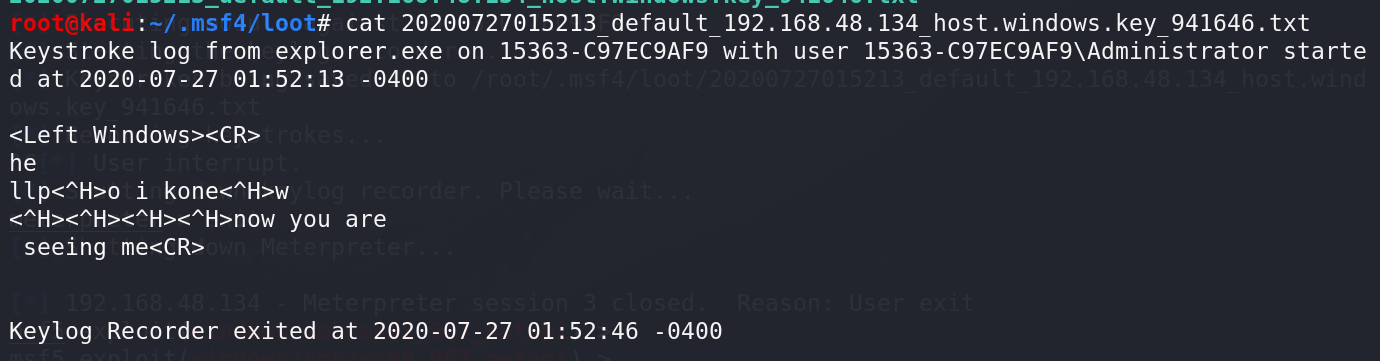 root@kali:~/.msf4/loot# cat 20200727015213_default_192.168.48.134_host.windows.key_941646.txt
Keystroke log from explorer.exe on 15363-C97EC9AF9 with user 15363-C97EC9AF9\Administrator starte
d at 2020-07-27 01:52:13 -0400
<Left Windows><CR>
he
llp<^H>o i kone<^H>w
<^H><^H><^H><^H>now you are
 seeing me<CR>
Keylog Recorder exited at 2020-07-27 01:52:46 -0400